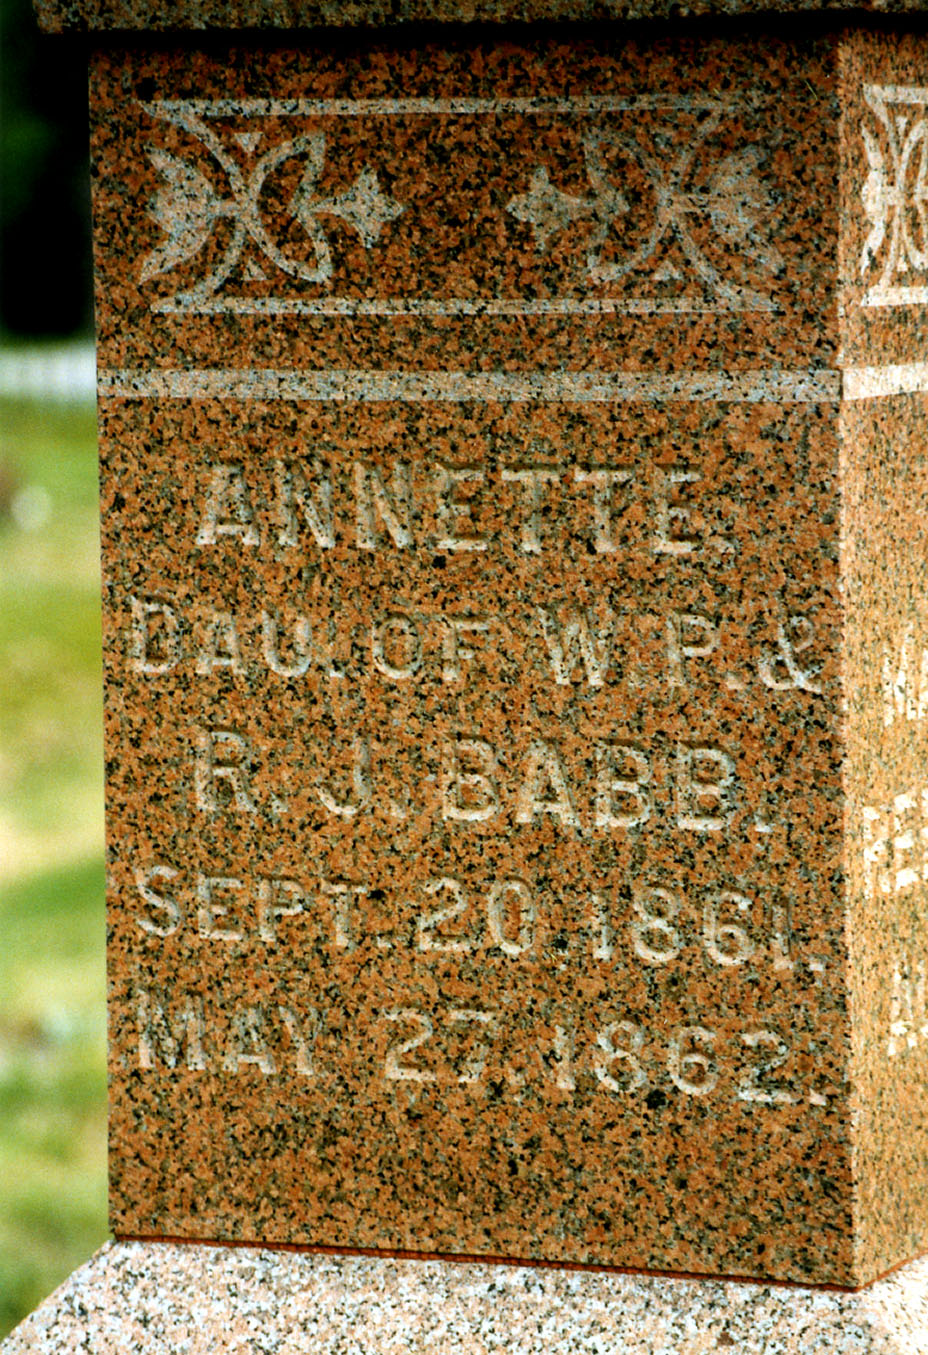 ANNETTE.
DAU. OF W. P. &
R. J. BABB.
SEPT. 20, 1861.
MAY 27, 1862.